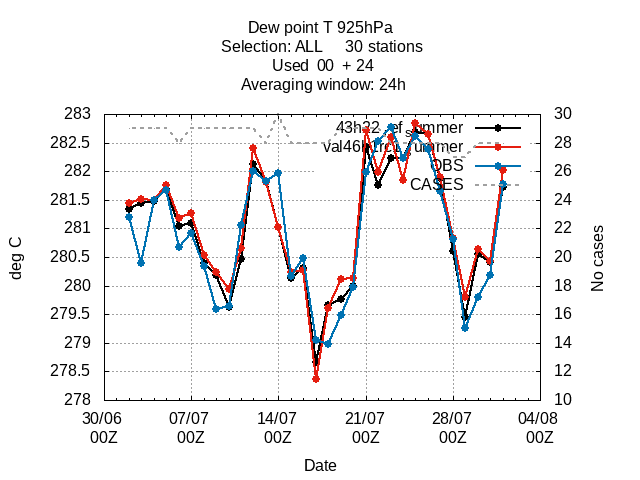 Dew point T 925hPa
Selection: ALL     30 stations
Used  00  + 24
Averaging window: 24h
deg C
283
282.5
282
281.5
281
280.5
280
279.5
279
278.5
278
30
28
26
24
22
20
18
16
14
12
10
No cases
OBS
CASES
30/06 07/07 14/07 21/07 28/07 04/08
00Z 00Z 00Z 00Z 00Z 00Z
Date